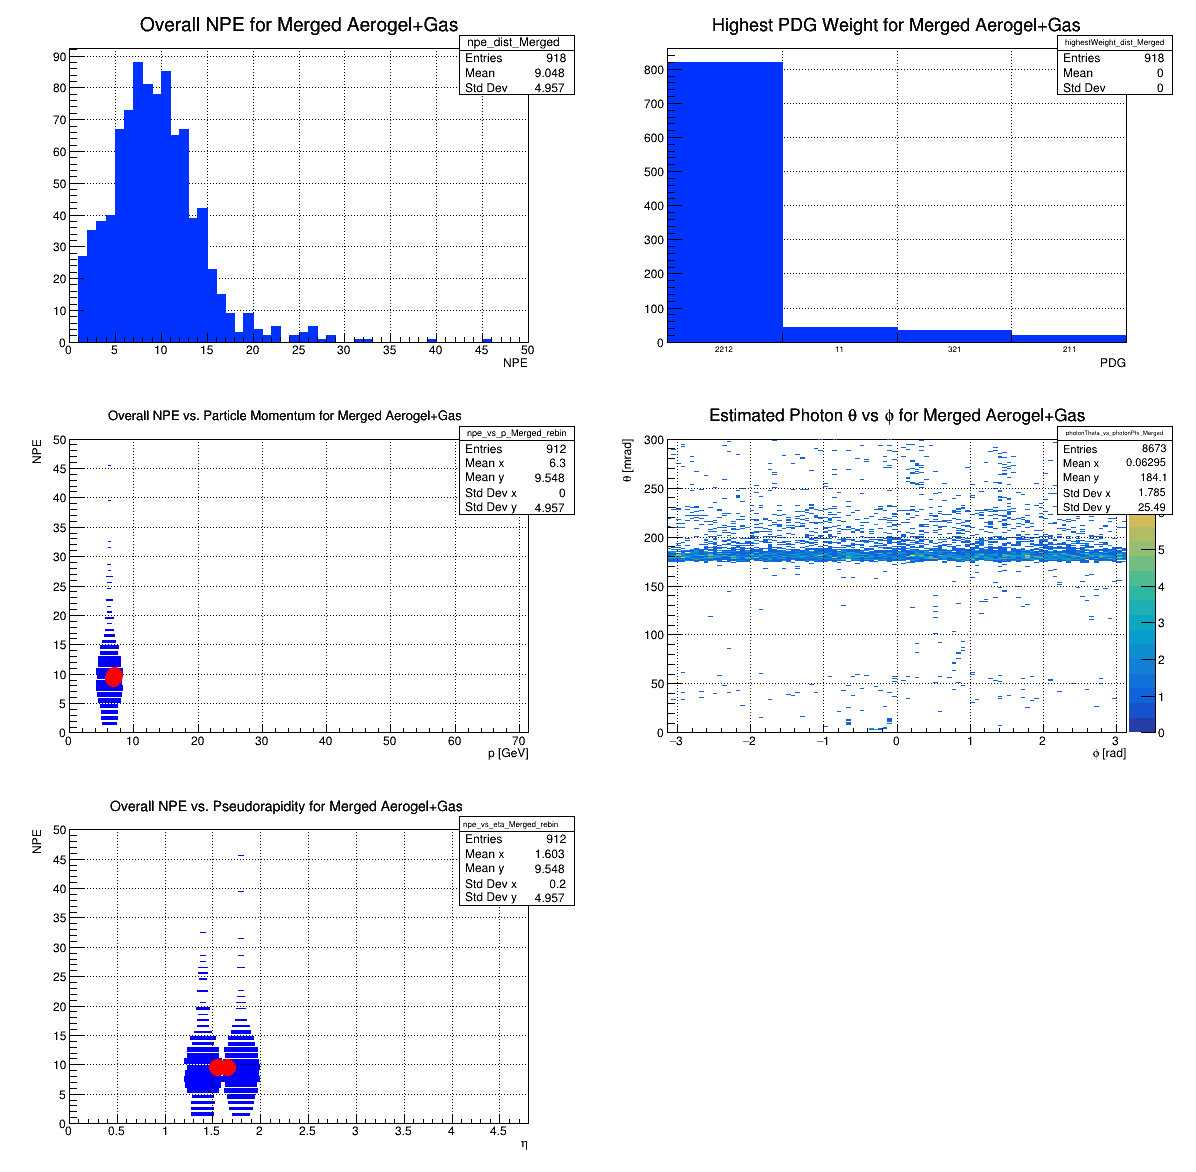 Overall NPE for Merged Aerogel+Gas
npe_dist_Merged
Entries 918
Mean 9.048
Std Dev 4.957
90
80
70
60
50
40
30
20
10
0
0 5 10 15 20 25 30 35 40 45 50
NPE
Highest PDG Weight for Merged Aerogel+Gas
highestWeight_dist_Merged
Entries 918
Mean 0
Std Dev 0
800
700
600
500
400
300
200
100
0
2212 11 321 211
PDG
Overall NPE vs. Particle Momentum for Merged Aerogel+Gas
npe_vs_p_Merged_rebin
Entries 912
Mean x 6.3
Mean y 9.548
Std Dev x 0
Std Dev y 4.957
NPE
50
45
40
35
30
25
20
15
10
5
0
0 10 20 30 40 50 60 70
p [GeV]
Estimated Photon θ vs ϕ for Merged Aerogel+Gas
photonTheta_vs_photonPhi_Merged
Entries 8673
Mean x 0.06295
Mean y 184.1
Std Dev x 1.785
Std Dev y 25.49
θ [mrad]
300
250
200
150
100
50
0
−3 −2 −1 0 1 2 3
ϕ [rad]
5
4
3
2
1
0
Overall NPE vs. Pseudorapidity for Merged Aerogel+Gas
npe_vs_eta_Merged_rebin
Entries 912
Mean x 1.603
Mean y 9.548
Std Dev x 0.2
Std Dev y 4.957
NPE
50
45
40
35
30
25
20
15
10
5
0
0 0.5 1 1.5 2 2.5 3 3.5 4 4.5
η